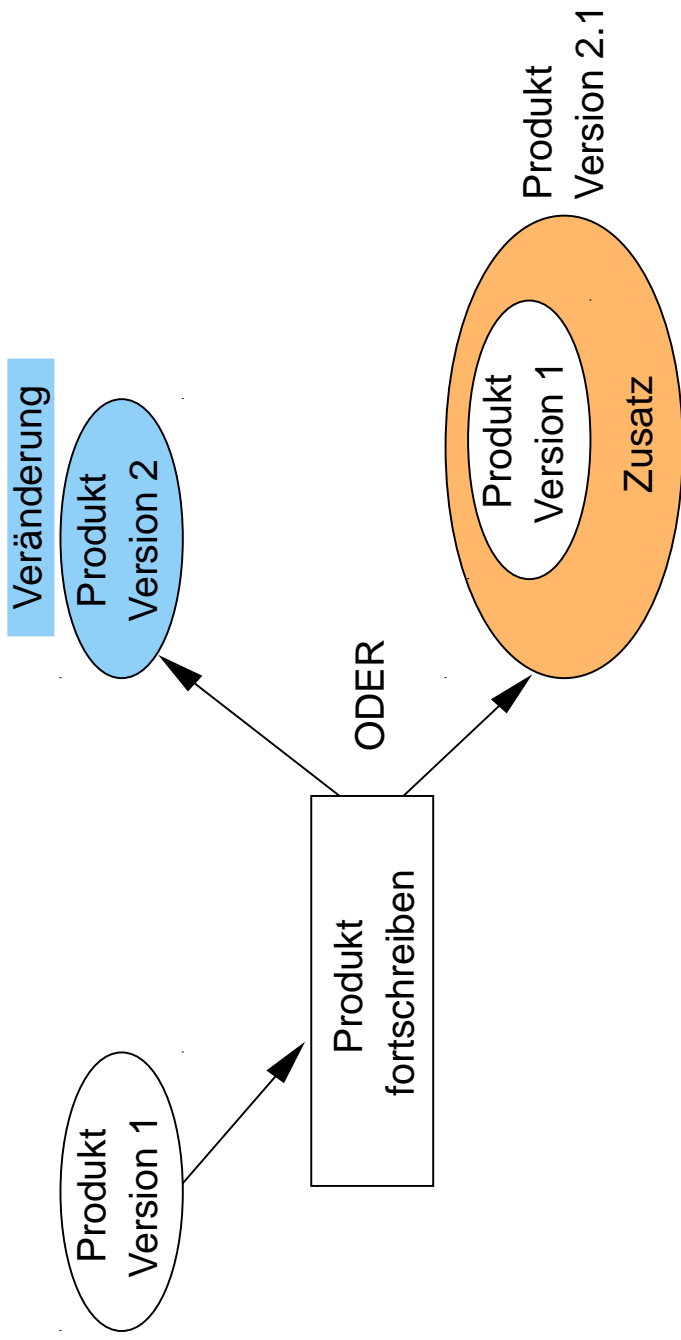 Produkt
Version 1
Produkt
fortschreiben
ODER
Veränderung
Produkt
Version 2
Produkt
Version 1
Zusatz
Produkt
Version 2.1